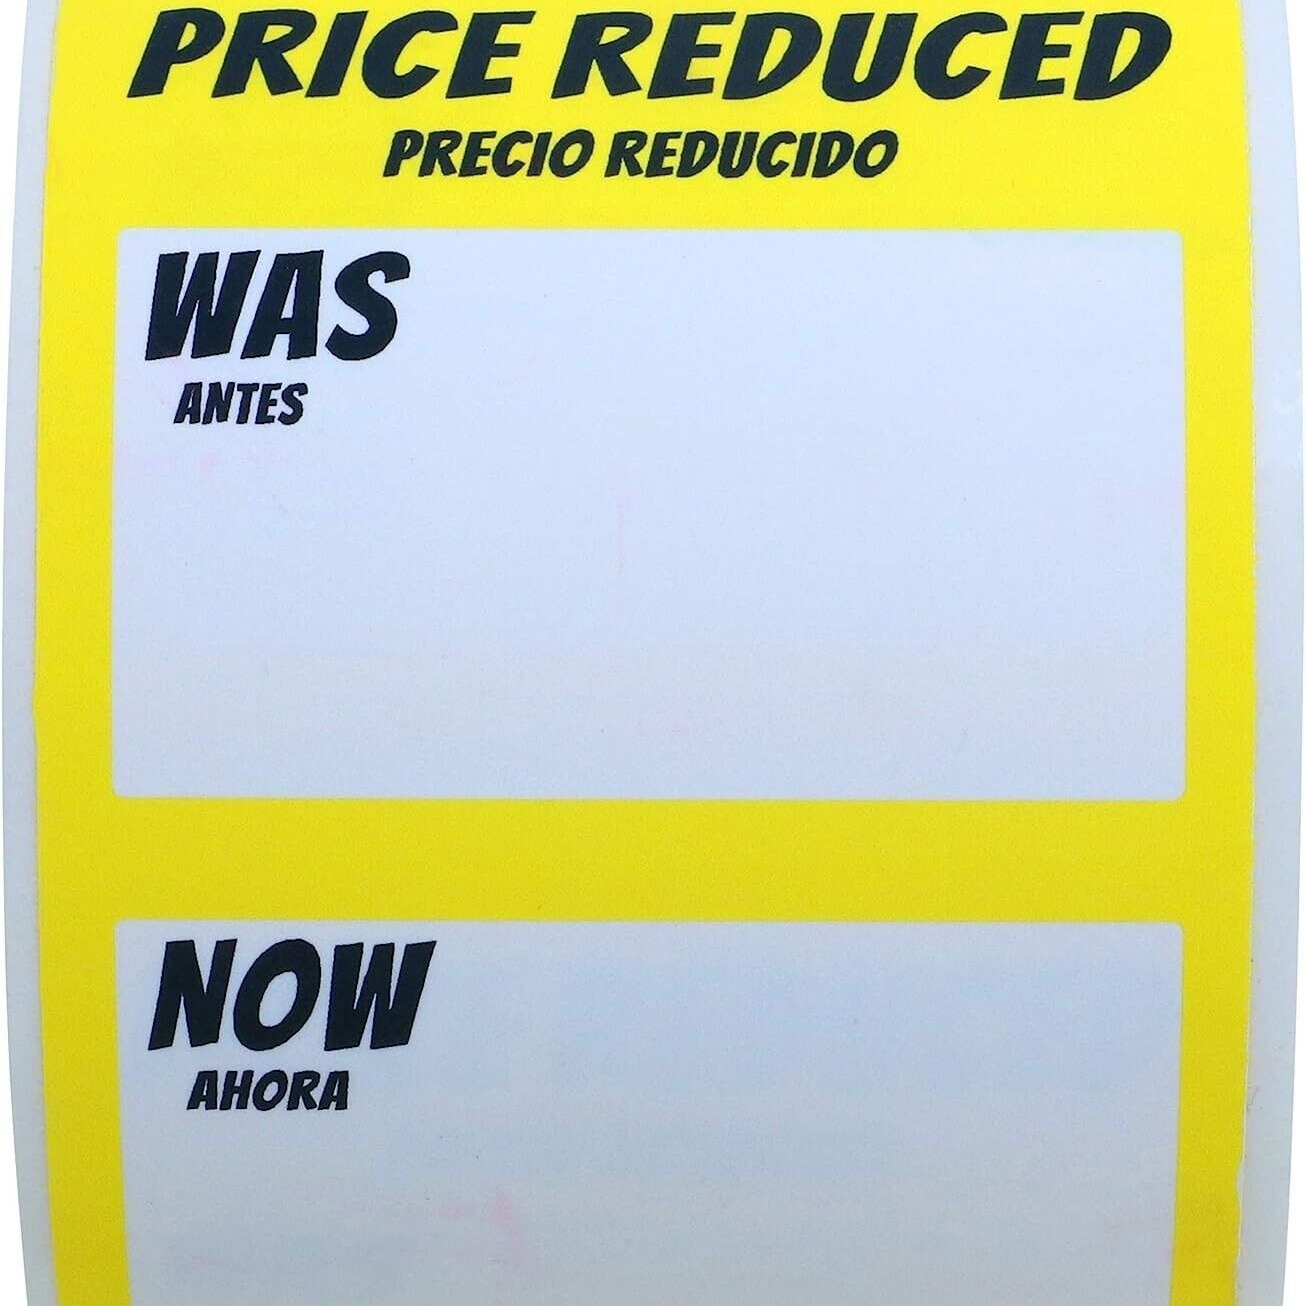 PRICE REDUCED
PRECIO REDUCIDO
WAS
ANTES
NOW
AHORA